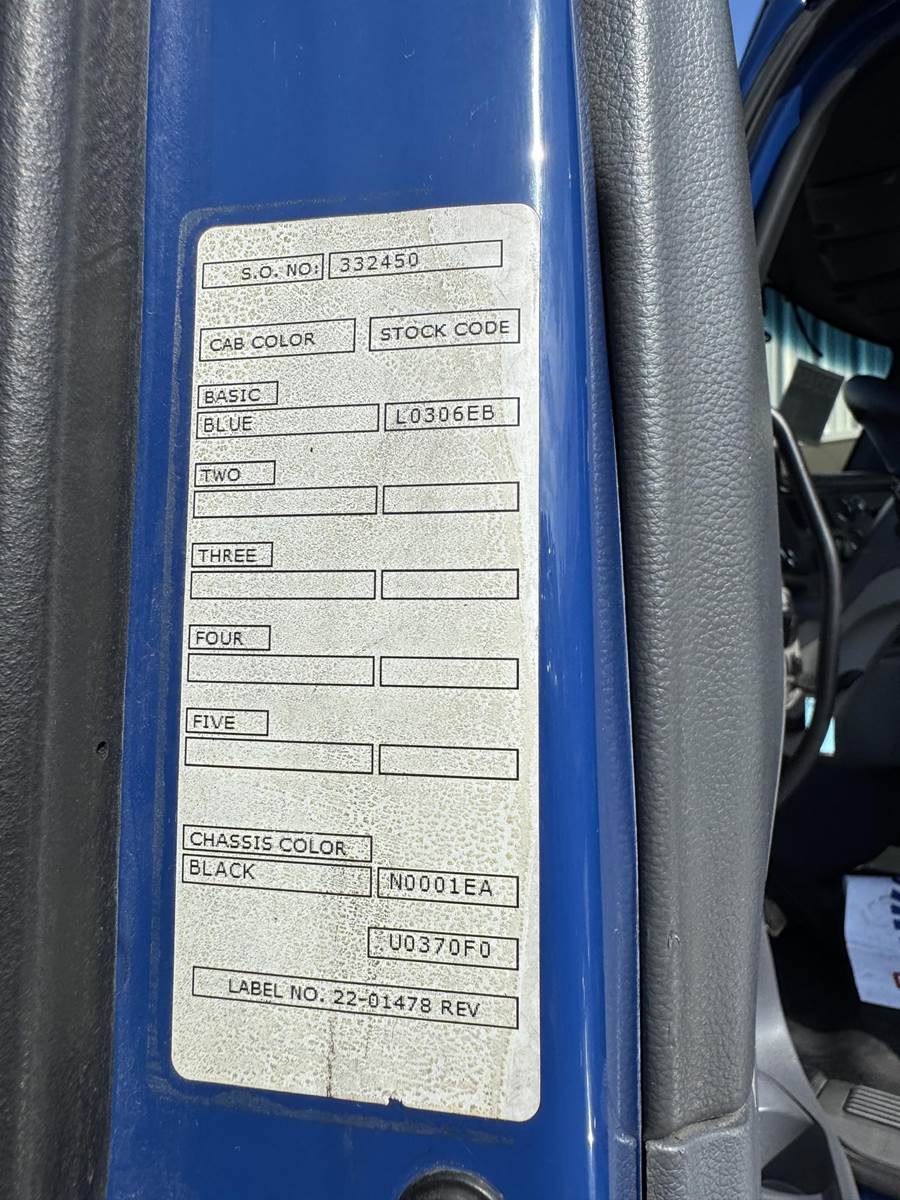 S.O. NO: 332450
CAB COLOR STOCK CODE
BASIC
BLUE L0306EB
TWO
THREE
FOUR
FIVE
CHASSIS COLOR
BLACK N0001EA
U0370F0
LABEL NO. 22-01478 REV